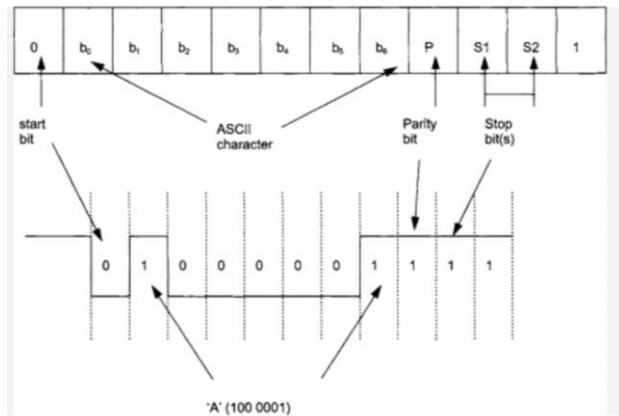 0 b₀ b₁ b₂ b₃ b₄ b₅ b₆ P S1 S2 1
start
bit
ASCII
character
Parity
bit
Stop
bit(s)
0 1 0 0 0 0 0 1 1 1 1
'A' (100 0001)